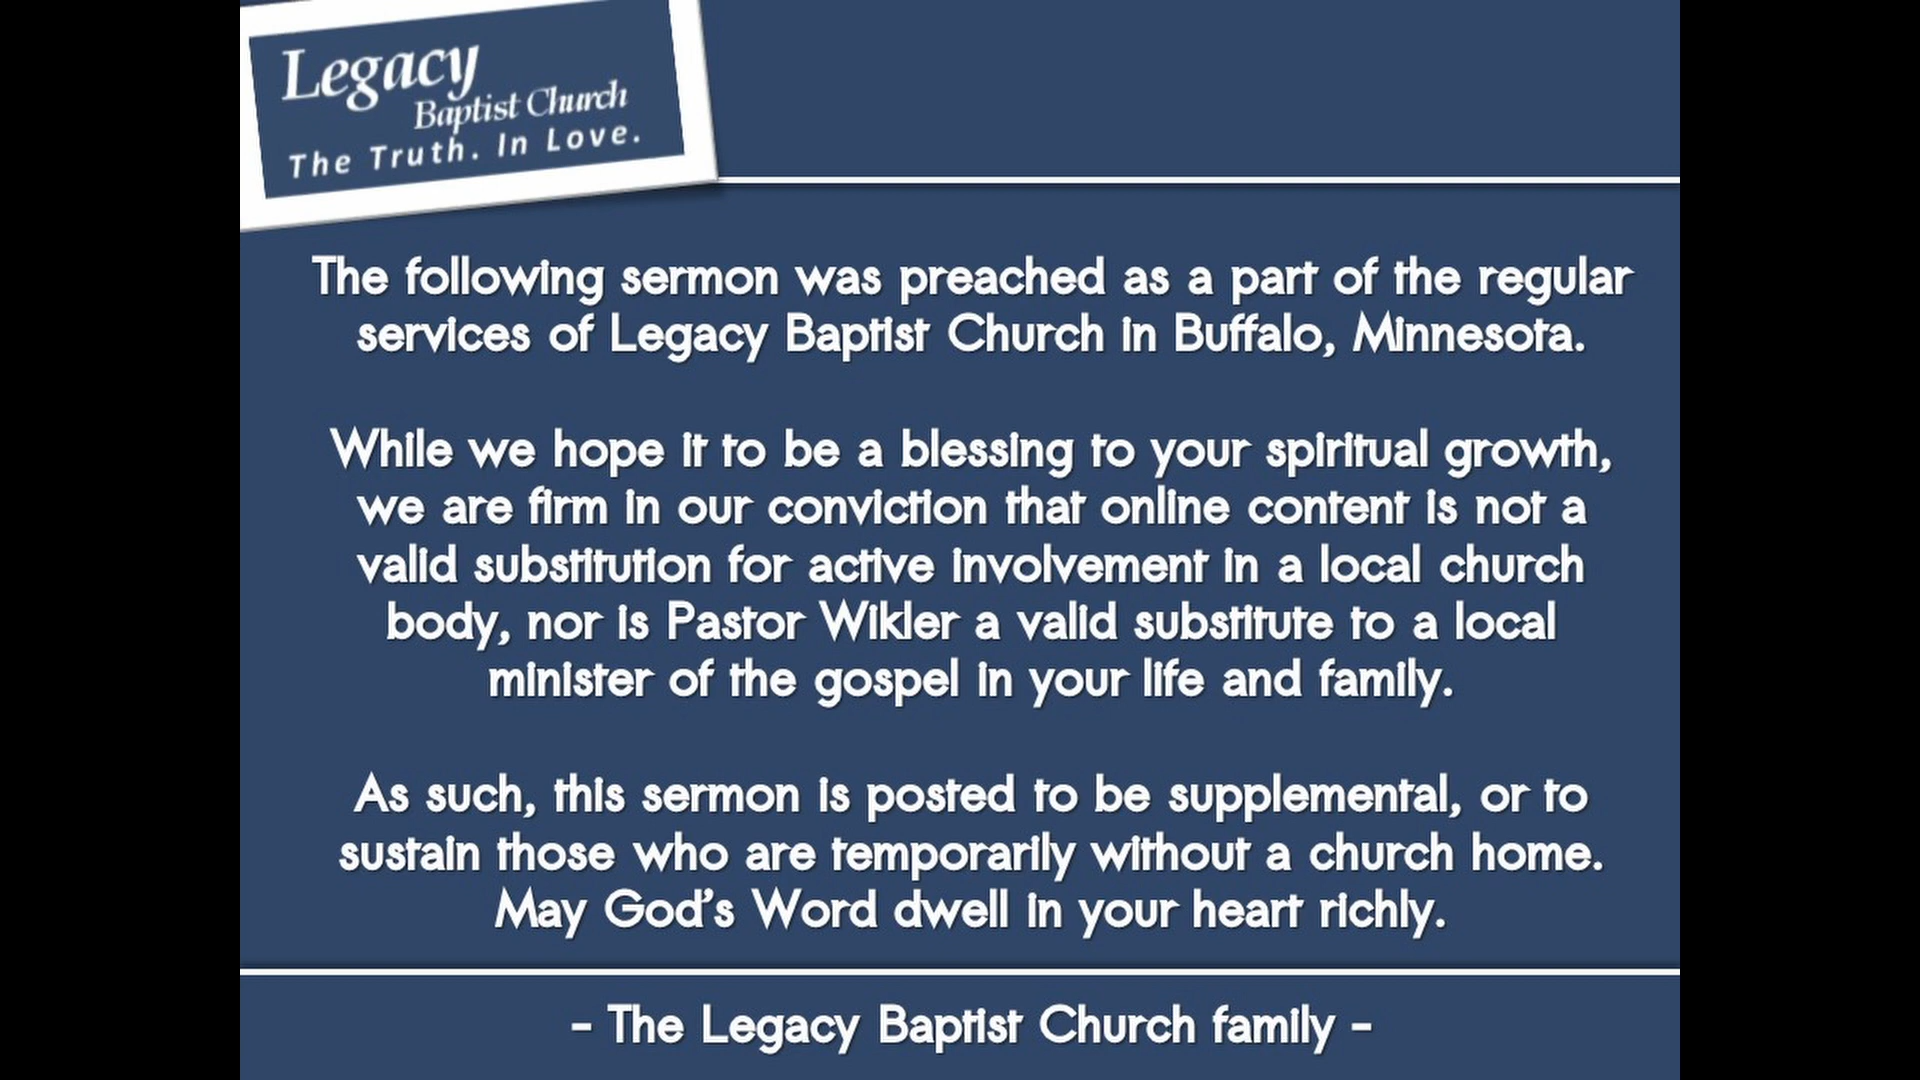 Legacy
Baptist Church
The Truth. In Love.
The following sermon was preached as a part of the regular
services of Legacy Baptist Church in Buffalo, Minnesota.
While we hope it to be a blessing to your spiritual growth,
we are firm in our conviction that online content is not a
valid substitution for active involvement in a local church
body, nor is Pastor Wikler a valid substitute to a local
minister of the gospel in your life and family.
As such, this sermon is posted to be supplemental, or to
sustain those who are temporarily without a church home.
May God's Word dwell in your heart richly.
- The Legacy Baptist Church family -